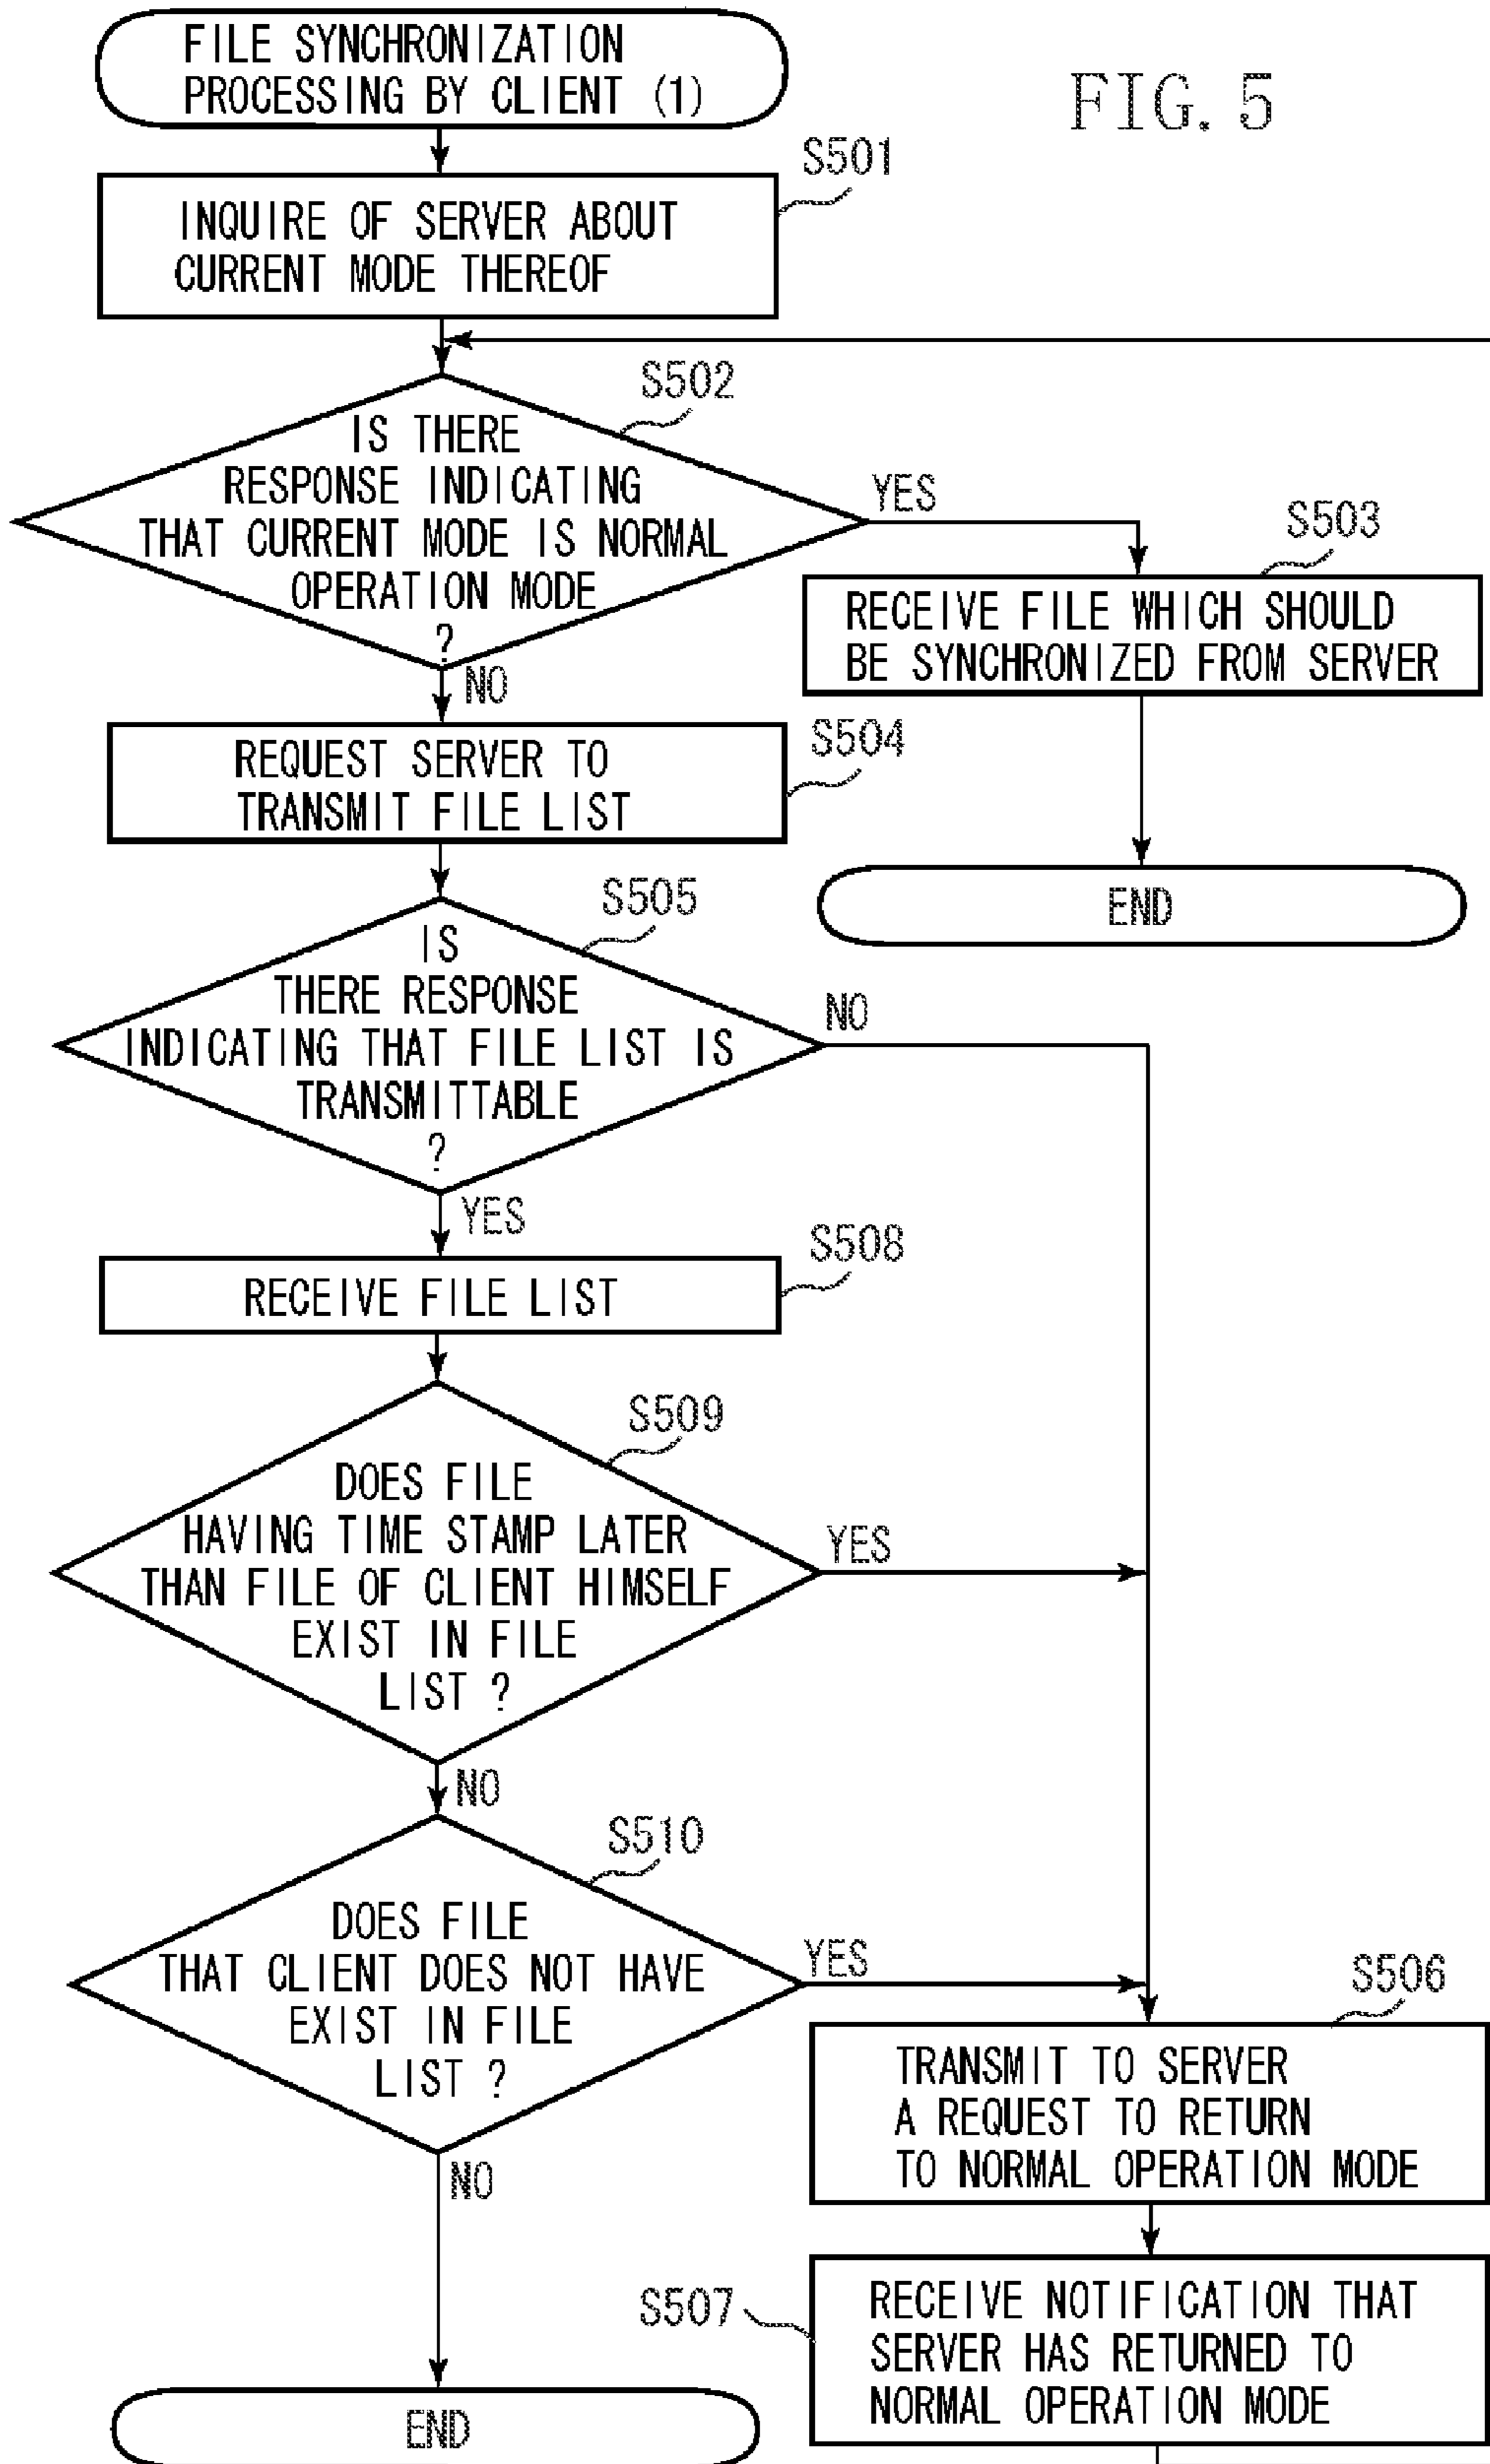 FILE SYNCHRONIZATION
PROCESSING BY CLIENT (1)
FIG. 5
S501
INQUIRE OF SERVER ABOUT
CURRENT MODE THEREOF
S502
IS THERE
RESPONSE INDICATING
THAT CURRENT MODE IS NORMAL
OPERATION MODE
?
YES
NO
S503
RECEIVE FILE WHICH SHOULD
BE SYNCHRONIZED FROM SERVER
END
S504
REQUEST SERVER TO
TRANSMIT FILE LIST
S505
IS
THERE RESPONSE
INDICATING THAT FILE LIST IS
TRANSMITTABLE
?
NO
YES
S508
RECEIVE FILE LIST
S509
DOES FILE
HAVING TIME STAMP LATER
THAN FILE OF CLIENT HIMSELF
EXIST IN FILE
LIST ?
YES
NO
S510
DOES FILE
THAT CLIENT DOES NOT HAVE
EXIST IN FILE
LIST ?
YES
NO
S506
TRANSMIT TO SERVER
A REQUEST TO RETURN
TO NORMAL OPERATION MODE
S507
RECEIVE NOTIFICATION THAT
SERVER HAS RETURNED TO
NORMAL OPERATION MODE
END